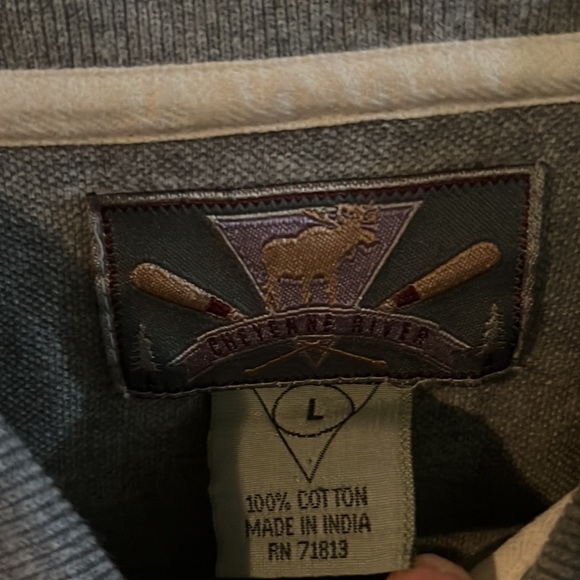 CHEYENNE RIVER
L
100% COTTON
MADE IN INDIA
RN 71813